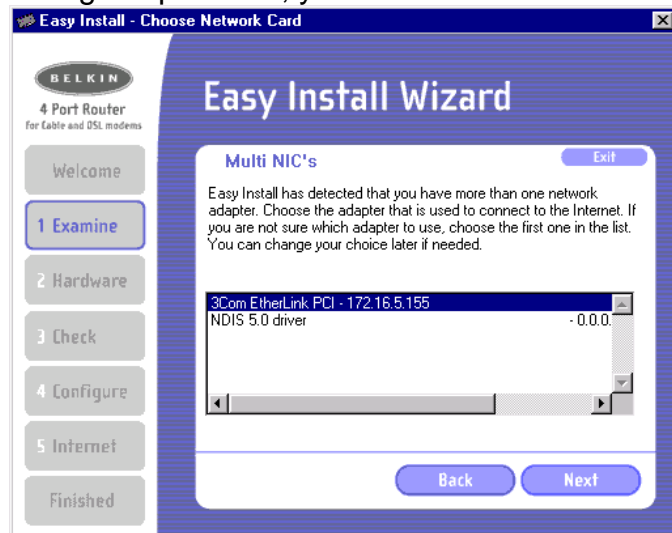 Easy Install - Choose Network Card
BELKIN
4 Port Router
For Cable and DSL modems
Easy Install Wizard
Welcome
1 Examine
2 Hardware
3 Check
4 Configure
5 Internet
Finished
Multi NIC's
Exit
Easy Install has detected that you have more than one network
adapter. Choose the adapter that is used to connect to the Internet. If
you are not sure which adapter to use, choose the first one in the list.
You can change your choice later if needed.
3Com EtherLink PCI - 172.16.5.155
NDIS 5.0 driver - 0.0.0.
Back
Next